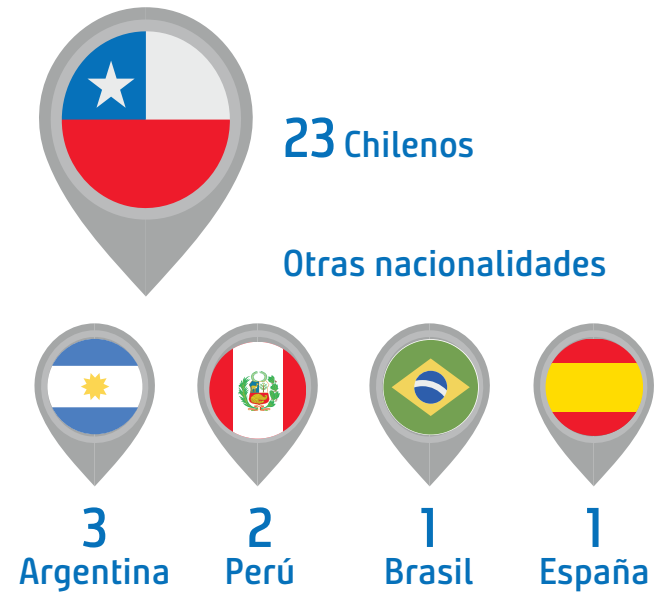 23 Chilenos
Otras nacionalidades
3 2 1 1
Argentina Perú Brasil España